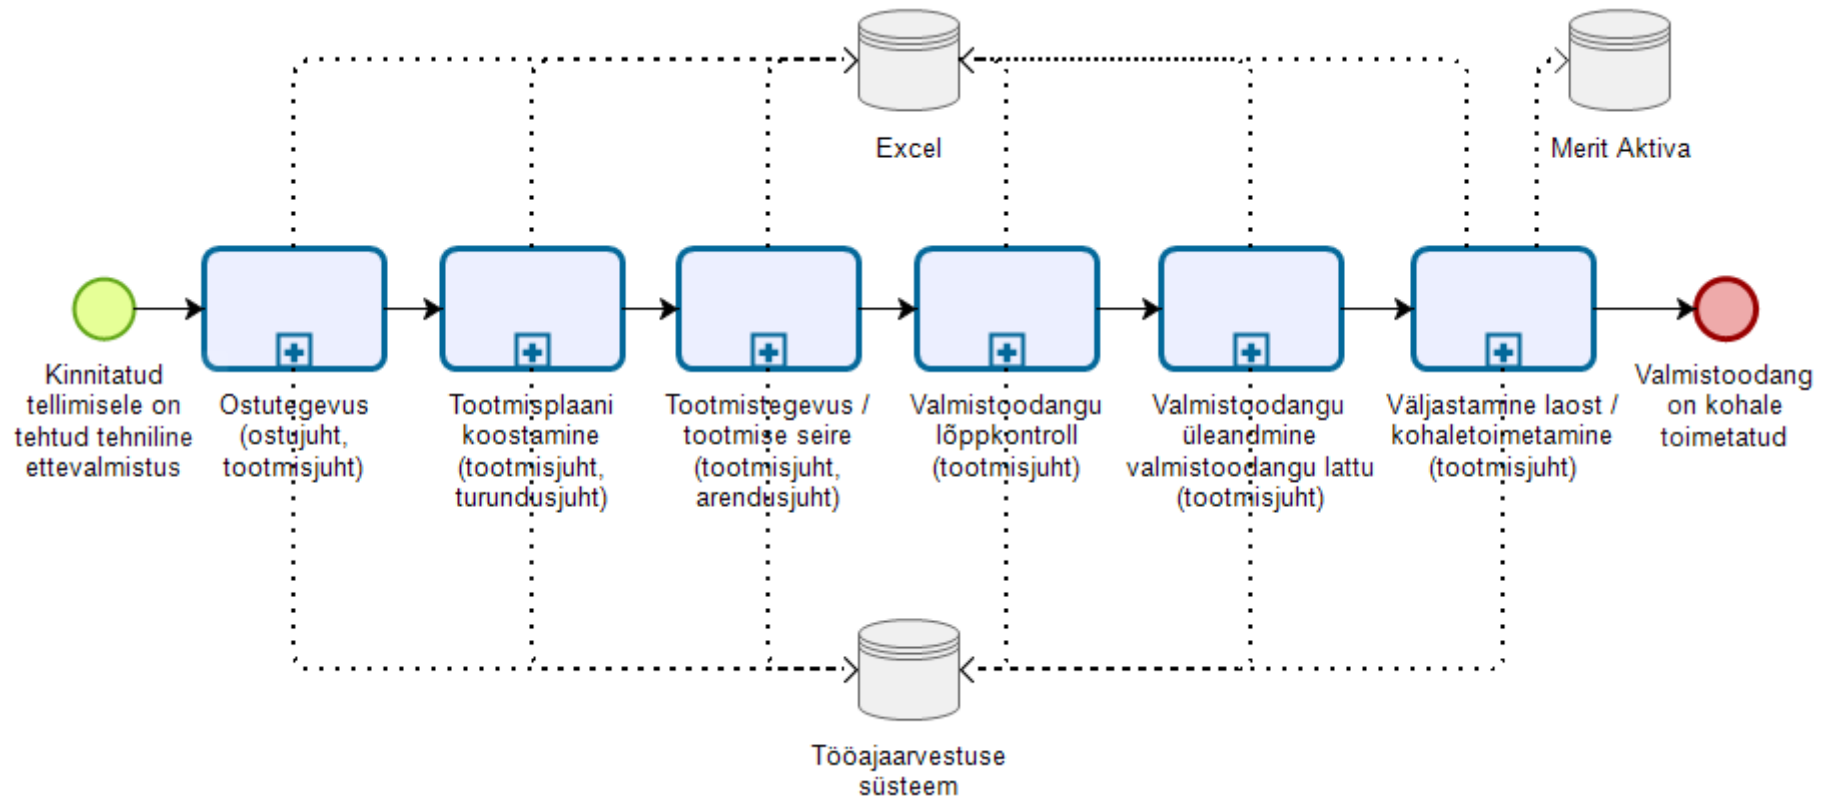 Excel
Merit Aktiva
Kinnitatud
tellimisele on
tehtud tehniline
ettevalmistus
Ostutegevus
(ostujuht,
tootmisjuht)
Tootmisplaani
koostamine
(tootmisjuht,
turundusjuht)
Tootmistegevus /
tootmise seire
(tootmisjuht,
arendusjuht)
Valmistoodangu
lõppkontroll
(tootmisjuht)
Valmistoodangu
üleandmine
valmistoodangu lattu
(tootmisjuht)
Väljastamine laost /
kohaletoimetamine
(tootmisjuht)
Valmistoodang
on kohale
toimetatud
Tööajaarvestuse
süsteem